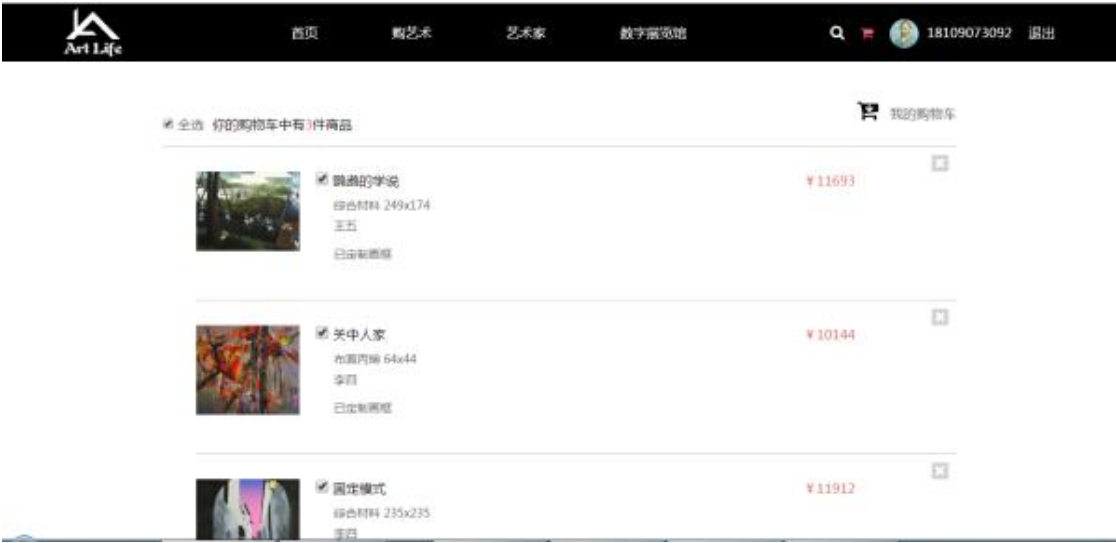 Art Life
首页 购艺术 艺术家 数字展览馆 18109073092 退出
我的购物车
全选 你的购物车中有3件商品
鹦鹉的学说 ¥11693
综合材料 249x174
王五
已定制画框
关中人家 ¥10144
布面丙烯 64x44
李四
已定制画框
固定模式 ¥11912
综合材料 235x235
李四